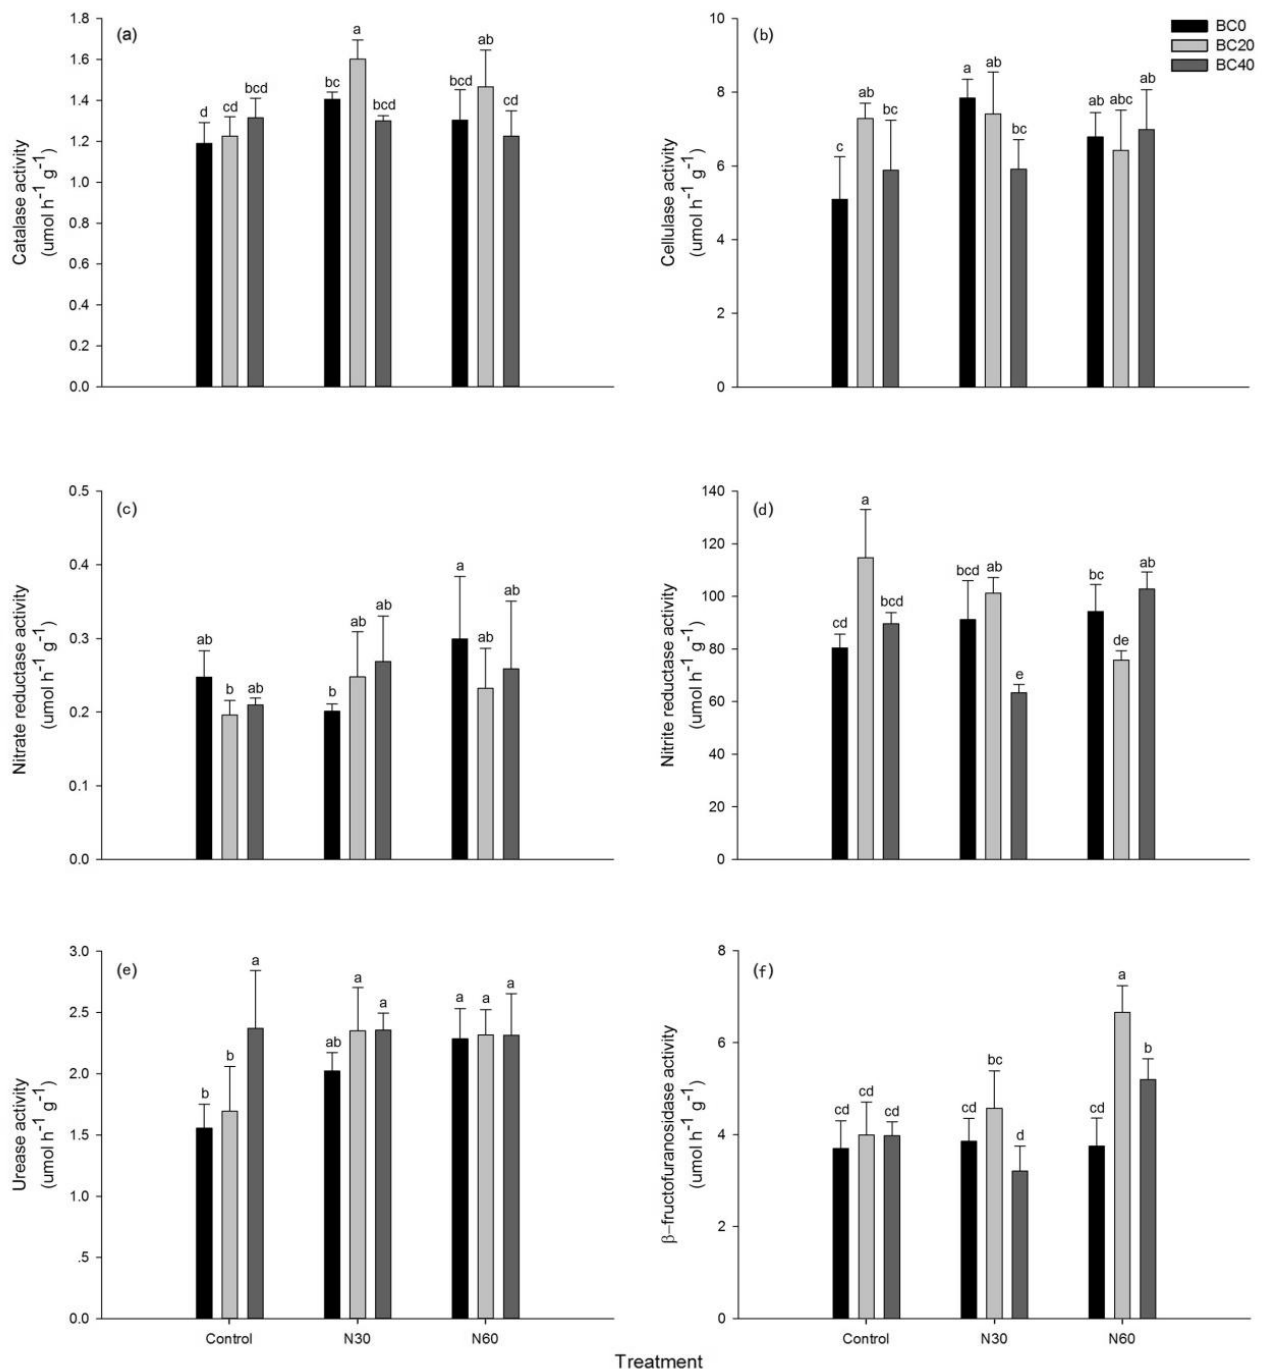 (a)
1.8
1.6
1.4
1.2
1.0
0.8
0.6
0.4
0.2
0.0
Catalase activity
(umol h⁻¹ g⁻¹)
d cd bcd
bc a bcd
bcd ab cd
(b)
10
8
6
4
2
0
Cellulase activity
(umol h⁻¹ g⁻¹)
c ab bc
a ab bc
ab abc ab
BC0
BC20
BC40
(c)
0.5
0.4
0.3
0.2
0.1
0.0
Nitrate reductase activity
(umol h⁻¹ g⁻¹)
ab b ab
b ab ab
a ab ab
(d)
140
120
100
80
60
40
20
0
Nitrite reductase activity
(umol h⁻¹ g⁻¹)
cd a bcd
bcd ab e
bc de ab
(e)
3.0
2.5
2.0
1.5
1.0
.5
0.0
Urease activity
(umol h⁻¹ g⁻¹)
b b a
ab a a
a a a
Control N30 N60
(f)
8
6
4
2
0
β−fructofuranosidase activity
(umol h⁻¹ g⁻¹)
cd cd cd
cd bc d
cd a b
Control N30 N60
Treatment